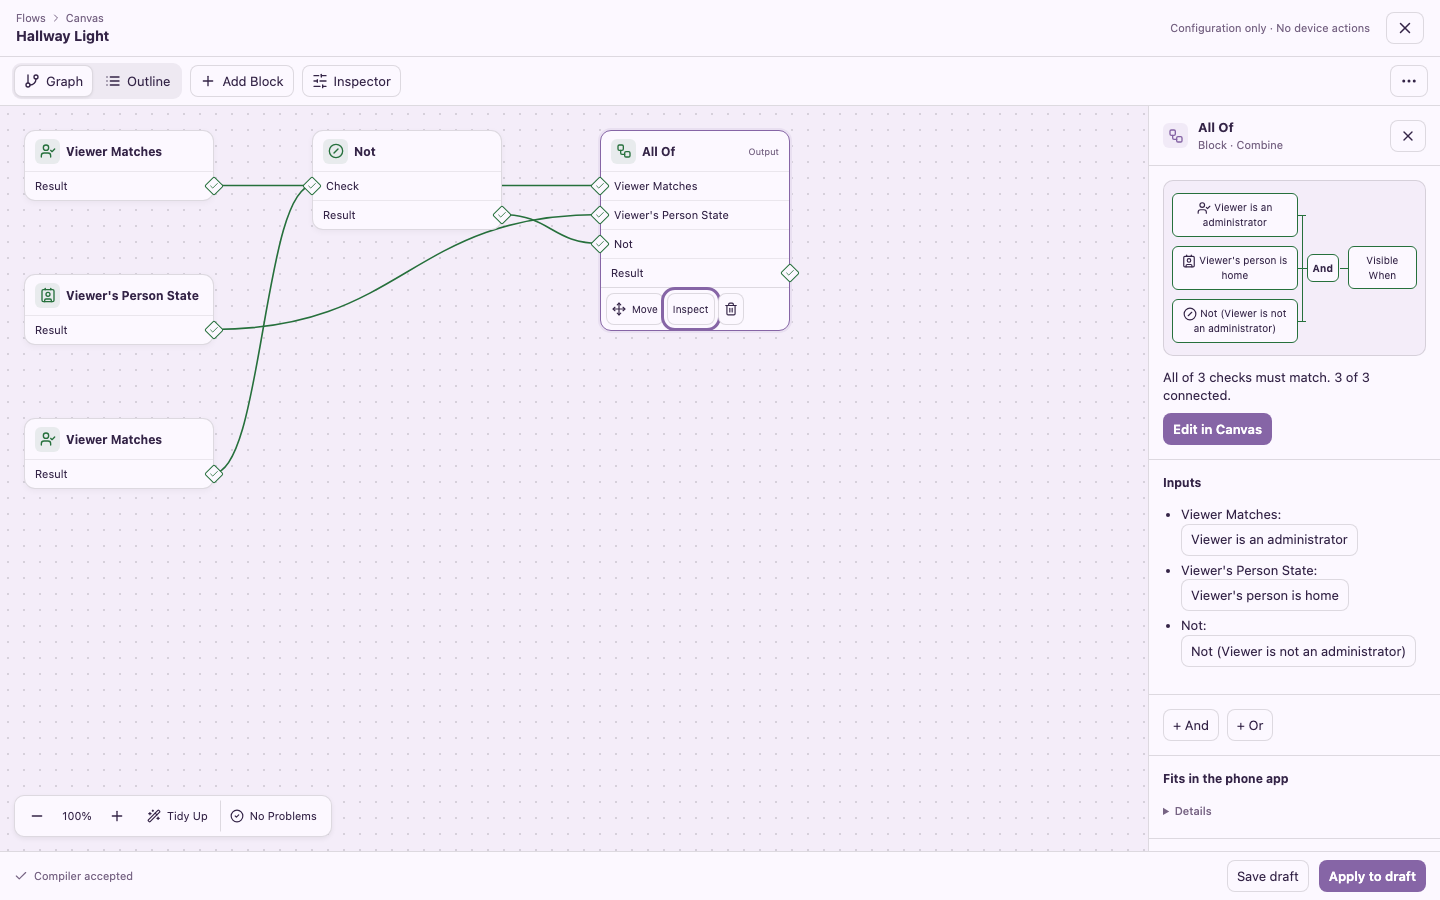 Flows > Canvas
Hallway Light
Configuration only · No device actions
Graph
Outline
Add Block
Inspector
Viewer Matches
Result
Not
Check
Result
All Of
Output
Viewer Matches
Viewer's Person State
Not
Result
Move
Inspect
Viewer's Person State
Result
Viewer Matches
Result
100%
Tidy Up
No Problems
All Of
Block · Combine
Viewer is an
administrator
Viewer's person is
home
Not (Viewer is not
an administrator)
And
Visible
When
All of 3 checks must match. 3 of 3
connected.
Edit in Canvas
Inputs
Viewer Matches:
Viewer is an administrator
Viewer's Person State:
Viewer's person is home
Not:
Not (Viewer is not an administrator)
+ And
+ Or
Fits in the phone app
Details
Compiler accepted
Save draft
Apply to draft